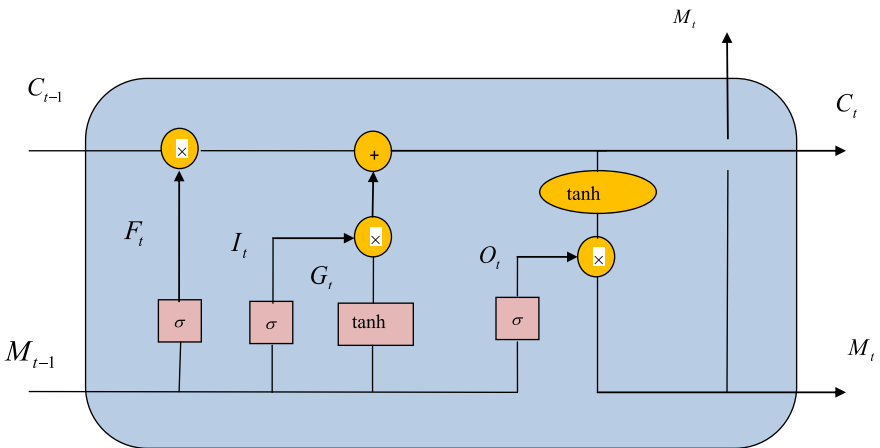 M_t
C_{t-1}
C_t
×
+
tanh
F_t
I_t
×
O_t
×
G_t
σ
σ
tanh
σ
M_{t-1}
M_t